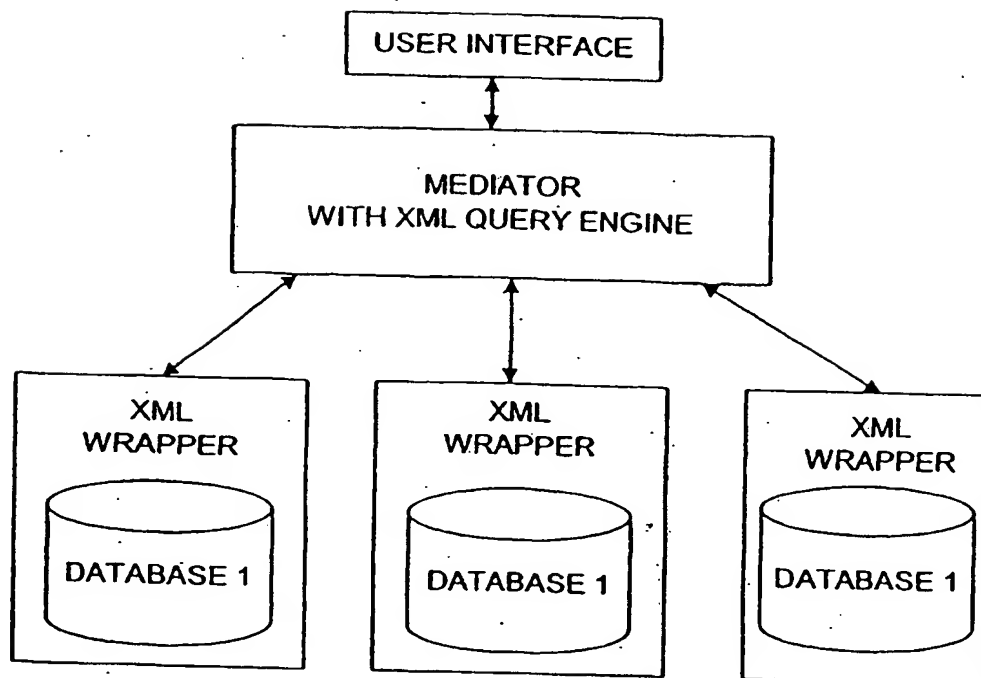 USER INTERFACE
MEDIATOR
WITH XML QUERY ENGINE
XML
WRAPPER
DATABASE 1
XML
WRAPPER
DATABASE 1
XML
WRAPPER
DATABASE 1